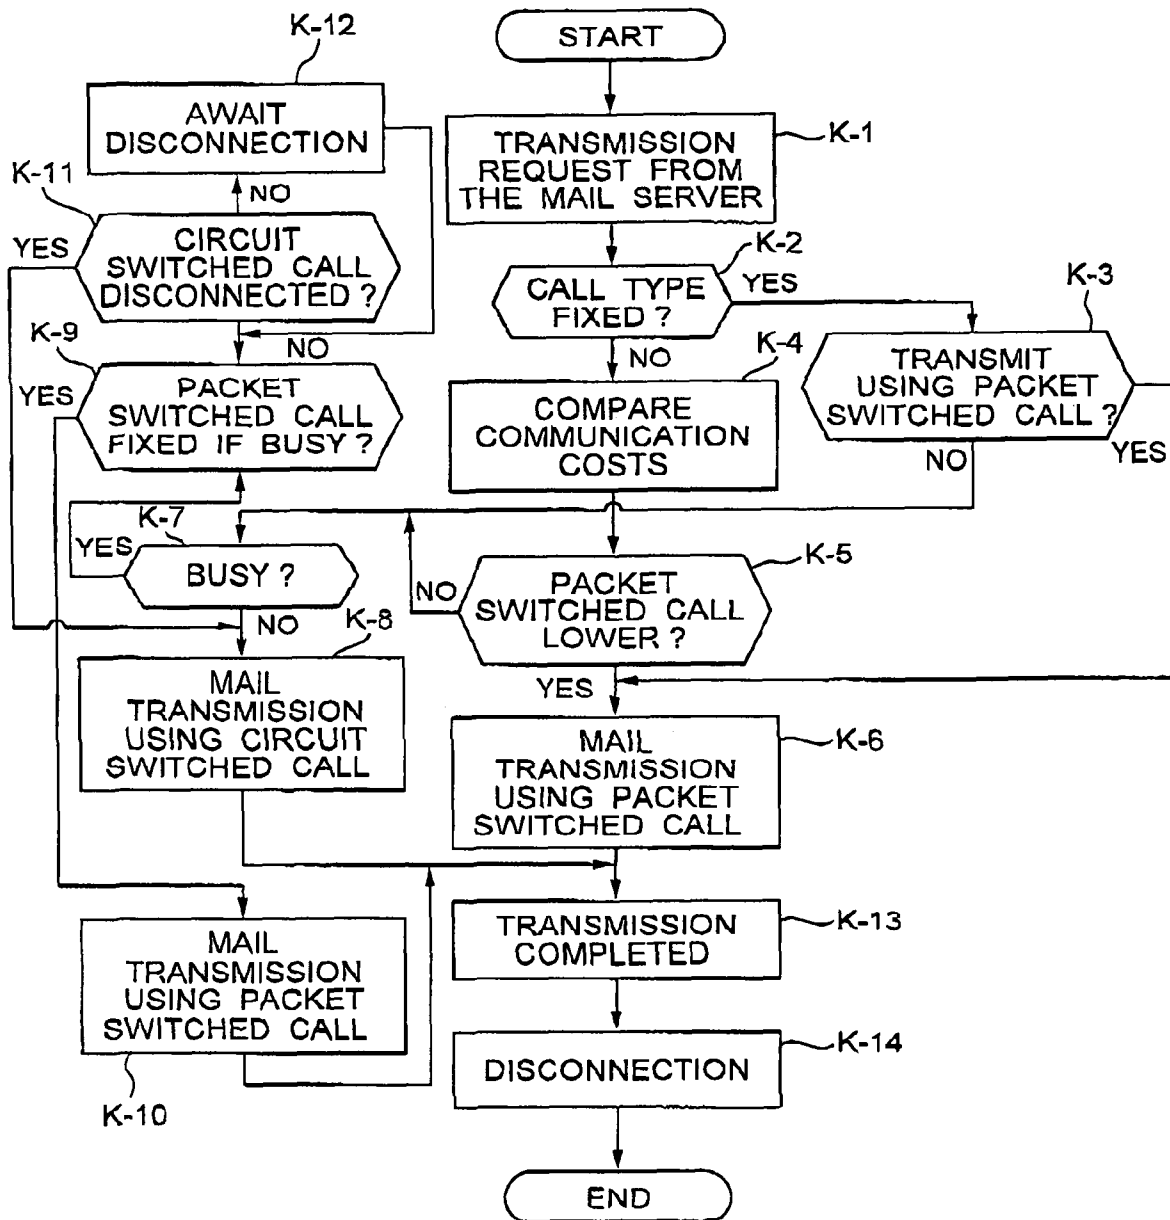 START
K-1
TRANSMISSION
REQUEST FROM
THE MAIL SERVER
K-2
CALL TYPE
FIXED ?
YES
NO
K-3
TRANSMIT
USING PACKET
SWITCHED CALL ?
YES
NO
K-4
COMPARE
COMMUNICATION
COSTS
K-5
PACKET
SWITCHED CALL
LOWER ?
NO
YES
K-6
MAIL
TRANSMISSION
USING PACKET
SWITCHED CALL
K-12
AWAIT
DISCONNECTION
K-11
NO
YES
CIRCUIT
SWITCHED CALL
DISCONNECTED ?
K-9
NO
YES
PACKET
SWITCHED CALL
FIXED IF BUSY ?
K-7
YES
BUSY ?
NO
K-8
MAIL
TRANSMISSION
USING CIRCUIT
SWITCHED CALL
MAIL
TRANSMISSION
USING PACKET
SWITCHED CALL
K-10
K-13
TRANSMISSION
COMPLETED
K-14
DISCONNECTION
END